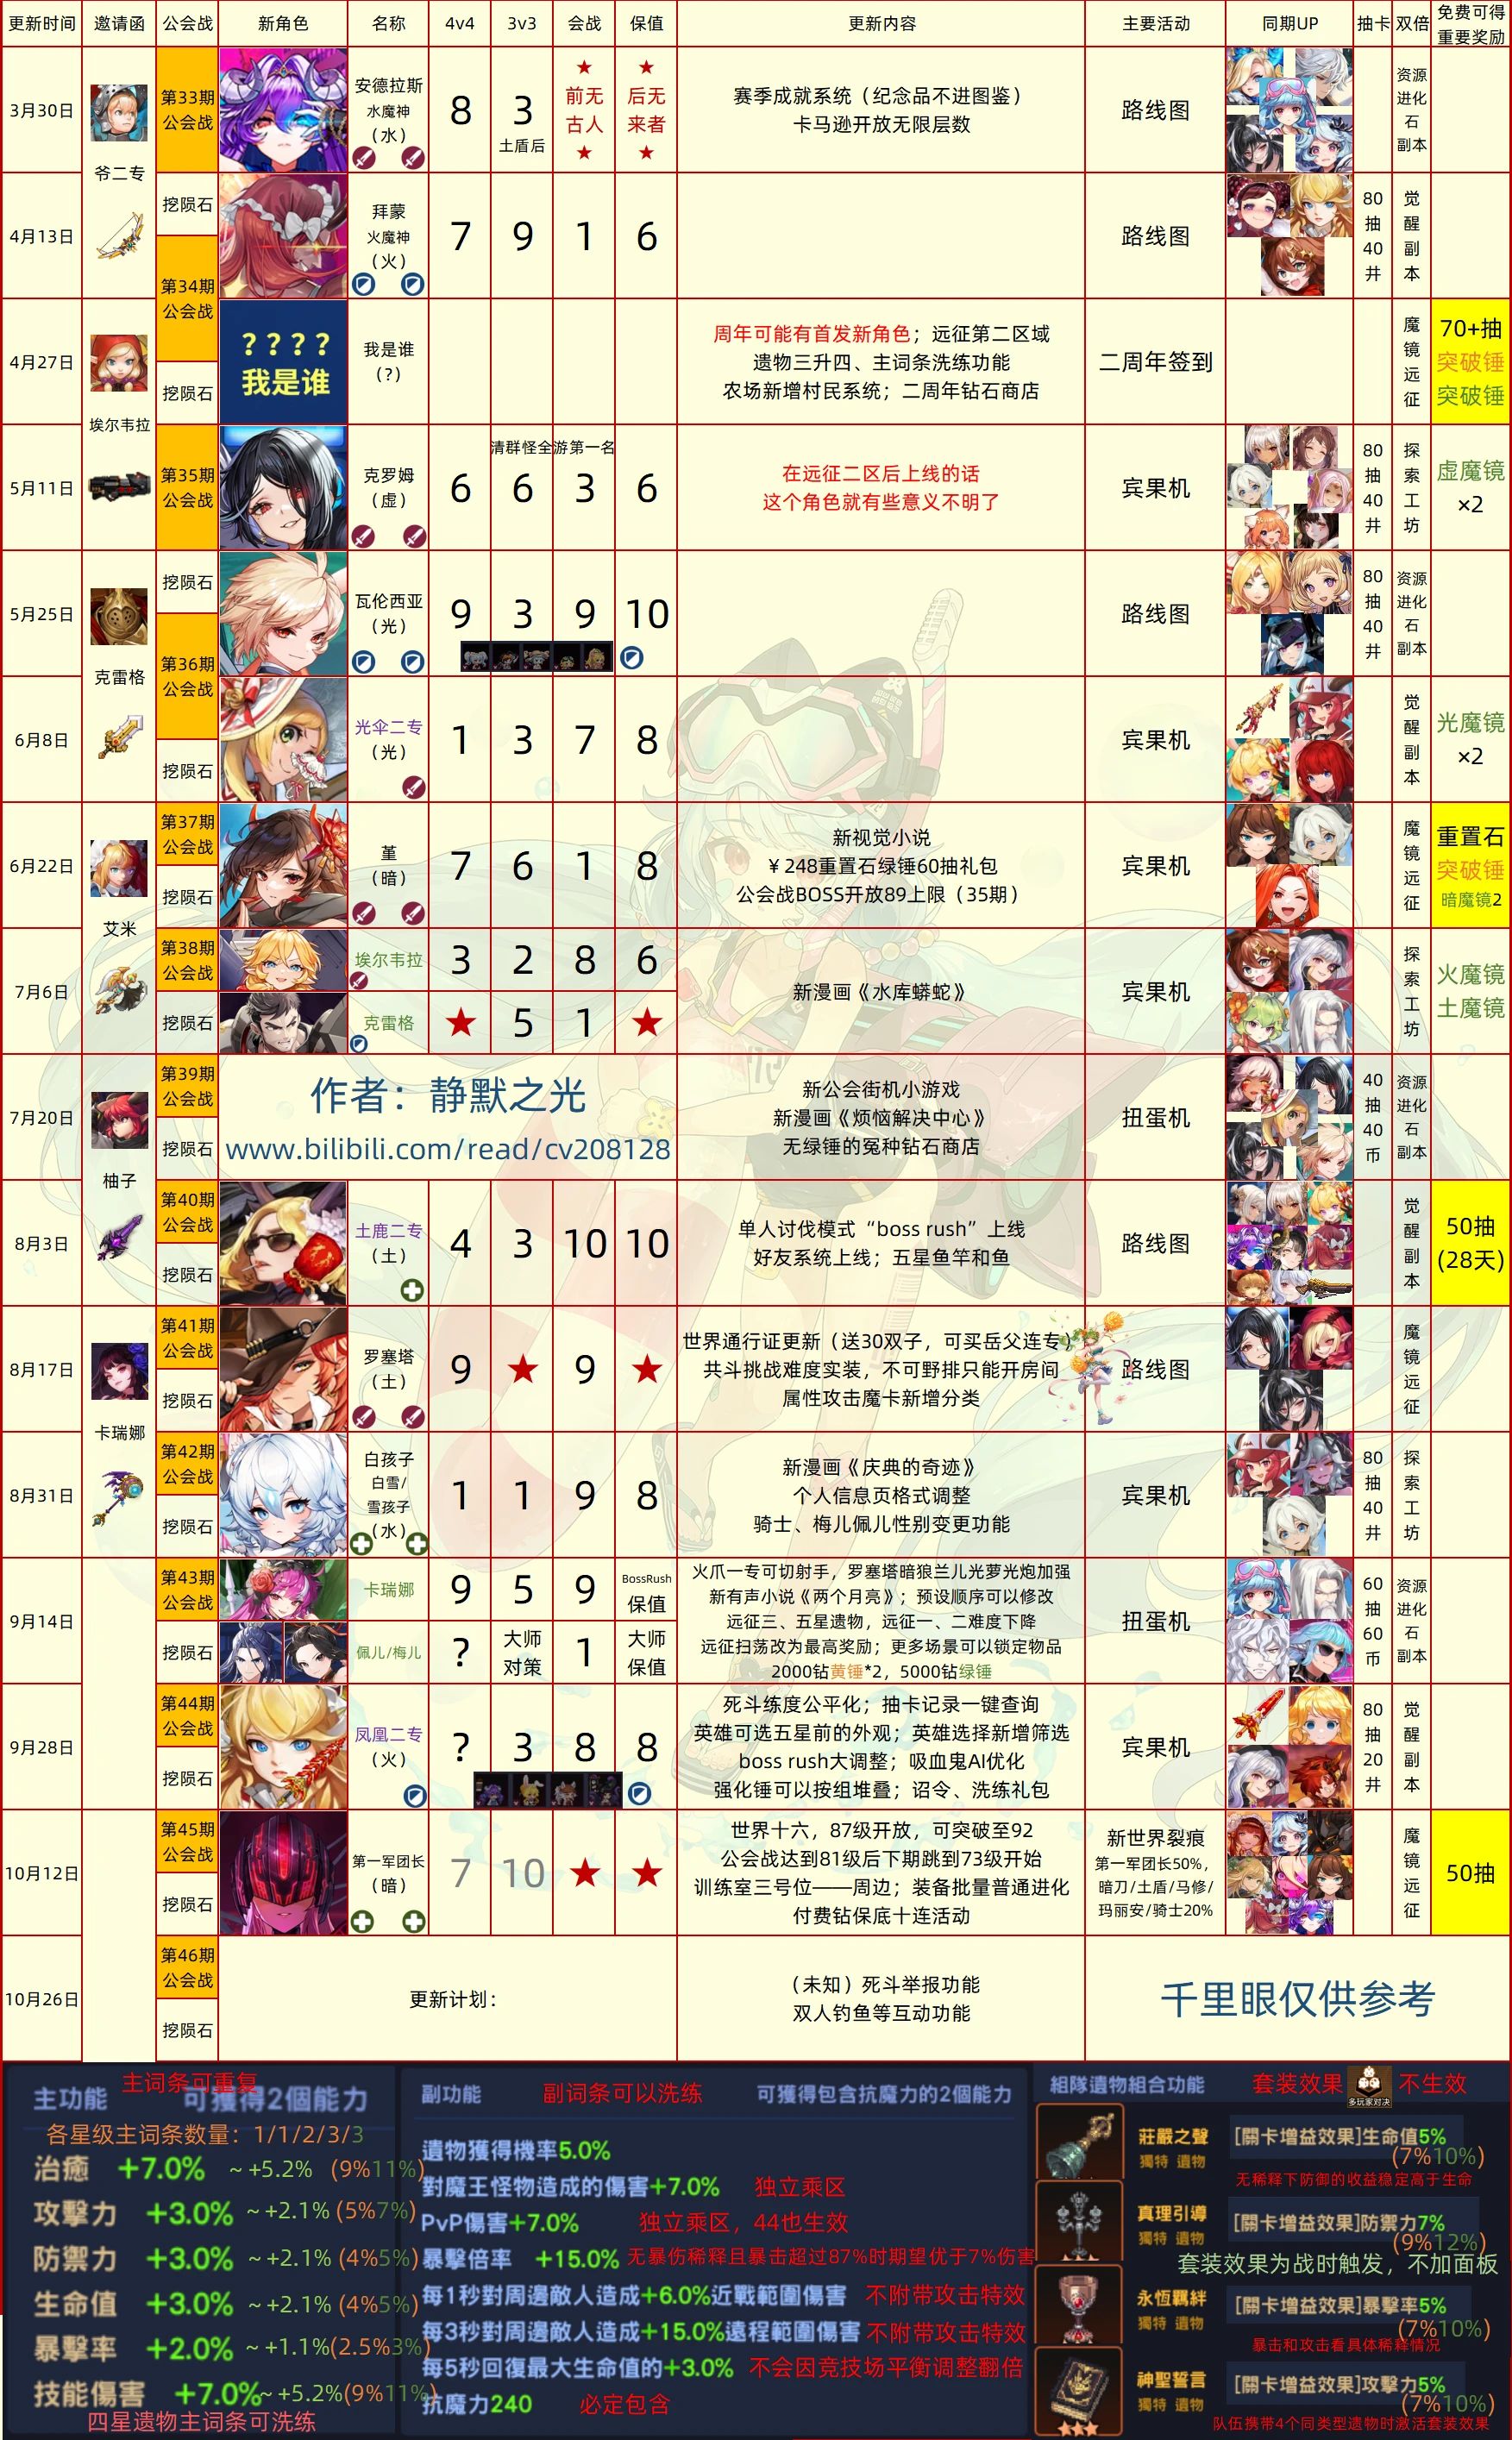 更新时间 邀请函 公会战 新角色 名称 4v4 3v3 会战 保值 更新内容 主要活动 同期UP 抽卡 双倍 免费可得
重要奖励
3月30日
爷二专
第33期
公会战
安德拉斯
水魔神
（水）
8
3
土盾后
★
前无
古人
★
★
后无
来者
★
赛季成就系统（纪念品不进图鉴）
卡马逊开放无限层数
路线图
资源
进化
石
副本
4月13日
挖陨石
第34期
公会战
拜蒙
火魔神
（火）
7 9 1 6
路线图
80
抽
40
井
觉
醒
副
本
4月27日
埃尔韦拉
挖陨石
？？？？
我是谁
我是谁
（?）
周年可能有首发新角色；远征第二区域
遗物三升四、主词条洗练功能
农场新增村民系统；二周年钻石商店
二周年签到
魔
镜
远
征
70+抽
突破锤
突破锤
5月11日
第35期
公会战
克罗姆
（虚）
清群怪全游第一名
6 6 3 6
在远征二区后上线的话
这个角色就有些意义不明了
宾果机
80
抽
40
井
探
索
工
坊
虚魔镜
×2
5月25日
克雷格
挖陨石
第36期
公会战
瓦伦西亚
（光）
9 3 9 10
路线图
80
抽
40
井
资源
进化
石
副本
6月8日
挖陨石
光伞二专
（光）
1 3 7 8
宾果机
觉
醒
副
本
光魔镜
×2
6月22日
艾米
第37期
公会战
挖陨石
堇
（暗）
7 6 1 8
新视觉小说
￥248重置石绿锤60抽礼包
公会战BOSS开放89上限（35期）
宾果机
魔
镜
远
征
重置石
突破锤
暗魔镜2
7月6日
第38期
公会战
挖陨石
埃尔韦拉
3 2 8 6
克雷格
★ 5 1 ★
新漫画《水库蟒蛇》
宾果机
探
索
工
坊
火魔镜
土魔镜
7月20日
柚子
第39期
公会战
挖陨石
作者：静默之光
www.bilibili.com/read/cv208128
新公会街机小游戏
新漫画《烦恼解决中心》
无绿锤的冤种钻石商店
扭蛋机
40
抽
40
币
资源
进化
石
副本
8月3日
第40期
公会战
挖陨石
土鹿二专
（土）
4 3 10 10
单人讨伐模式“boss rush”上线
好友系统上线；五星鱼竿和鱼
路线图
觉
醒
副
本
50抽
(28天)
8月17日
卡瑞娜
第41期
公会战
挖陨石
罗塞塔
（土）
9 ★ 9 ★
世界通行证更新（送30双子，可买岳父连专）
共斗挑战难度实装，不可野排只能开房间
属性攻击魔卡新增分类
路线图
魔
镜
远
征
8月31日
第42期
公会战
挖陨石
白孩子
白雪/
雪孩子
（水）
1 1 9 8
新漫画《庆典的奇迹》
个人信息页格式调整
骑士、梅儿佩儿性别变更功能
宾果机
80
抽
40
井
探
索
工
坊
9月14日
第43期
公会战
挖陨石
卡瑞娜
9 5 9
BossRush
保值
佩儿/梅儿
?
大师
对策
1
大师
保值
火爪一专可切射手，罗塞塔暗狼兰儿光萝光炮加强
新有声小说《两个月亮》；预设顺序可以修改
远征三、五星遗物，远征一、二难度下降
远征扫荡改为最高奖励；更多场景可以锁定物品
2000钻黄锤*2，5000钻绿锤
扭蛋机
60
抽
60
币
资源
进化
石
副本
9月28日
第44期
公会战
挖陨石
凤凰二专
（火）
? 3 8 8
死斗练度公平化；抽卡记录一键查询
英雄可选五星前的外观；英雄选择新增筛选
boss rush大调整；吸血鬼AI优化
强化锤可以按组堆叠；诏令、洗练礼包
宾果机
80
抽
20
井
觉
醒
副
本
10月12日
第45期
公会战
挖陨石
第一军团长
（暗）
7 10 ★ ★
世界十六，87级开放，可突破至92
公会战达到81级后下期跳到73级开始
训练室三号位——周边；装备批量普通进化
付费钻保底十连活动
新世界裂痕
第一军团长50%，
暗刀/土盾/马修/
玛丽安/骑士20%
魔
镜
远
征
50抽
10月26日
第46期
公会战
挖陨石
更新计划：
（未知）死斗举报功能
双人钓鱼等互动功能
千里眼仅供参考
主功能 主词条可重复 可獲得2個能力
各星级主词条数量：1/1/2/3/3
治癒 +7.0% ~+5.2% (9%11%)
攻擊力 +3.0% ~+2.1% (5%7%)
防禦力 +3.0% ~+2.1% (4%5%)
生命值 +3.0% ~+2.1% (4%5%)
暴擊率 +2.0% ~+1.1%(2.5%3%)
技能傷害 +7.0%~+5.2%(9%11%)
四星遗物主词条可洗练
副功能 副词条可以洗练 可獲得包含抗魔力的2個能力
遺物獲得機率5.0%
對魔王怪物造成的傷害+7.0% 独立乘区
PvP傷害+7.0% 独立乘区，44也生效
暴擊倍率 +15.0% 无暴伤稀释且暴击超过87%时期望优于7%伤害
每1秒對周邊敵人造成+6.0%近戰範圍傷害 不附带攻击特效
每3秒對周邊敵人造成+15.0%遠程範圍傷害 不附带攻击特效
每5秒回復最大生命值的+3.0% 不会因竞技场平衡调整翻倍
抗魔力240 必定包含
組隊遺物組合功能 套装效果 多玩家对决 不生效
莊嚴之聲
獨特 遺物
[關卡增益效果]生命值5%
(7%10%)
无稀释下防御的收益稳定高于生命
真理引導
獨特 遺物
[關卡增益效果]防禦力7%
(9%12%)
套装效果为战时触发，不加面板
永恆羈絆
獨特 遺物
[關卡增益效果]暴擊率5%
(7%10%)
暴击和攻击看具体稀释情况
神聖誓言
獨特 遺物
[關卡增益效果]攻擊力5%
(7%10%)
队伍携带4个同类型遗物时激活套装效果